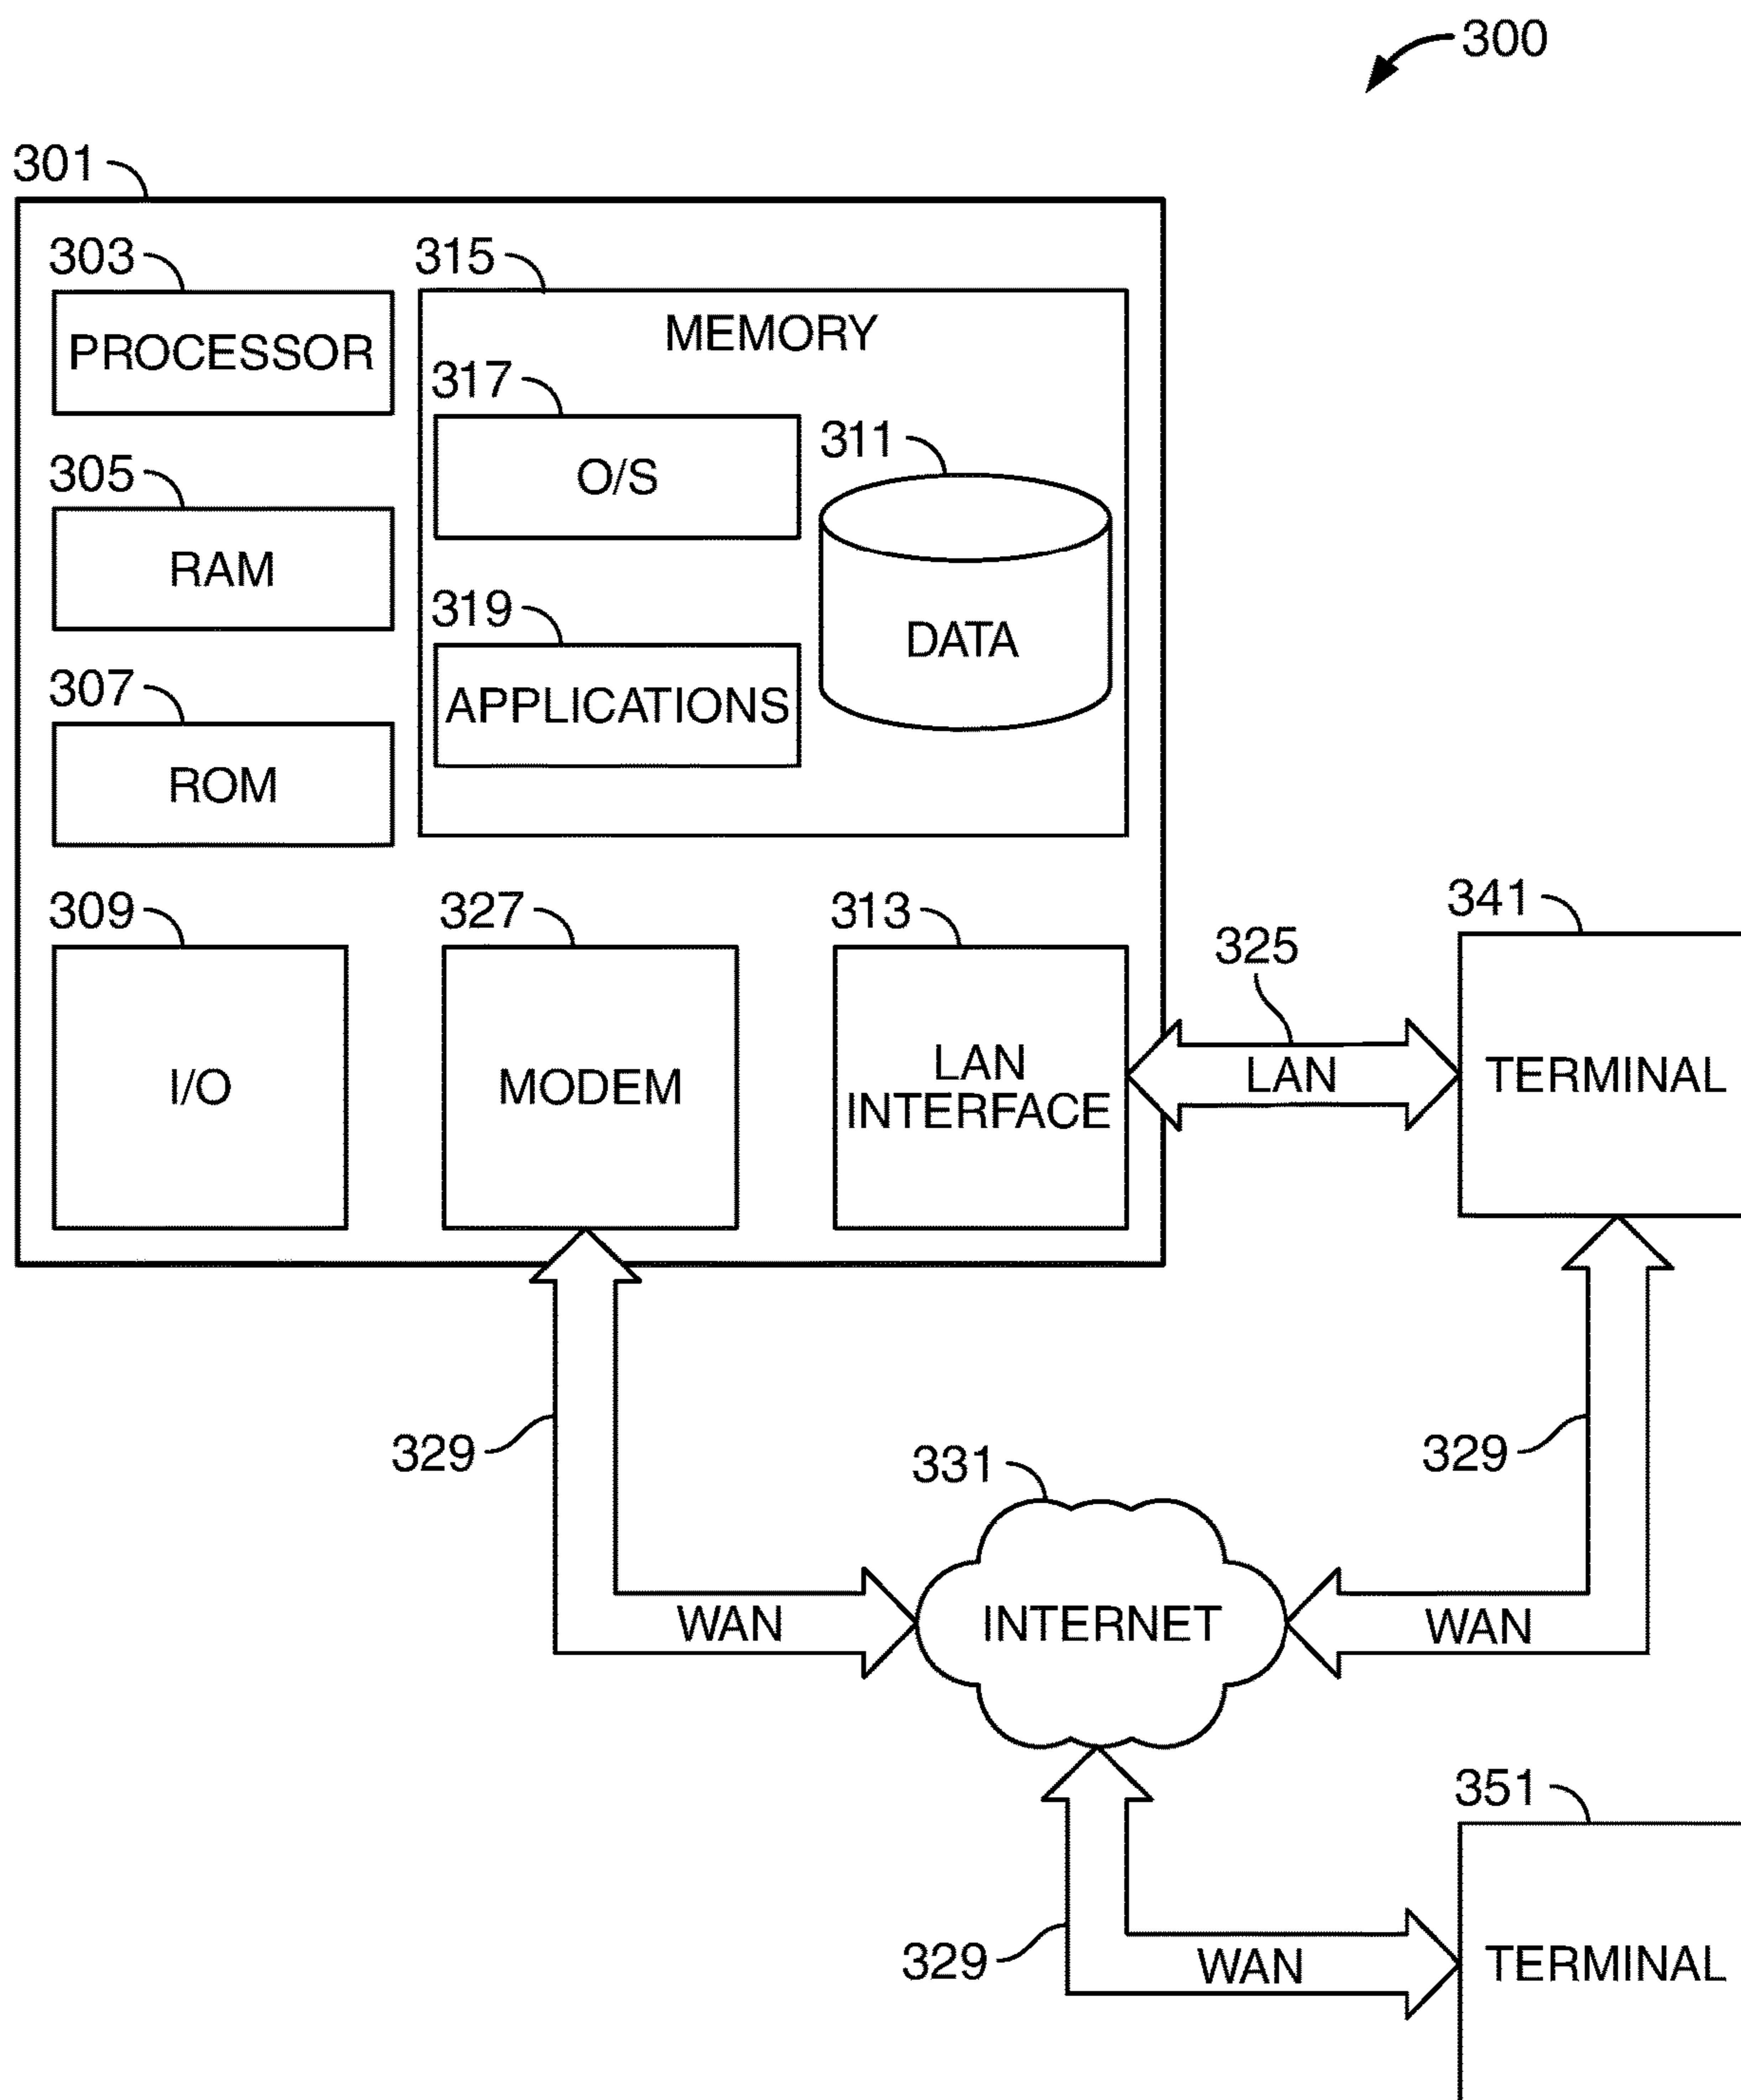 300
301
303
PROCESSOR
315
MEMORY
317
O/S
311
DATA
305
RAM
319
APPLICATIONS
307
ROM
309
I/O
327
MODEM
313
LAN
INTERFACE
325
LAN
341
TERMINAL
329
WAN
331
INTERNET
329
WAN
351
TERMINAL
329
WAN